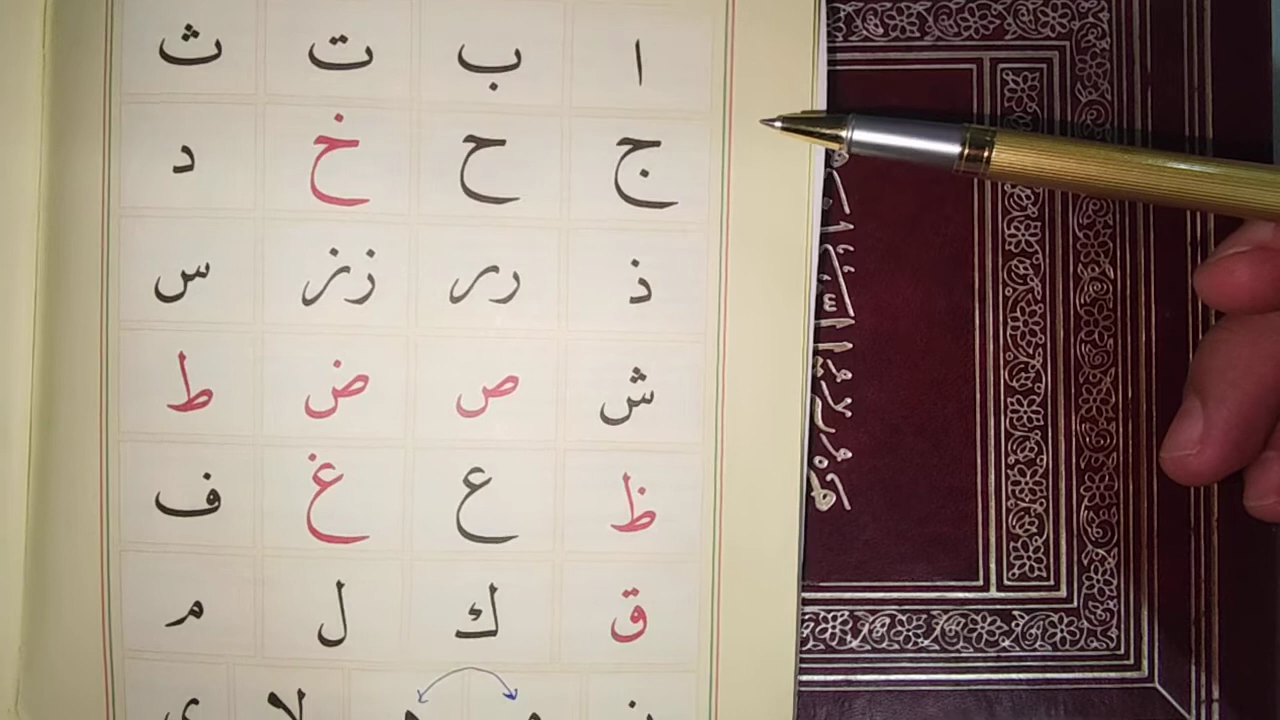 ا ب ت ث
ج ح خ د
ذ رر زز س
ش ص ض ط
ظ ع غ ف
ق ك ل م